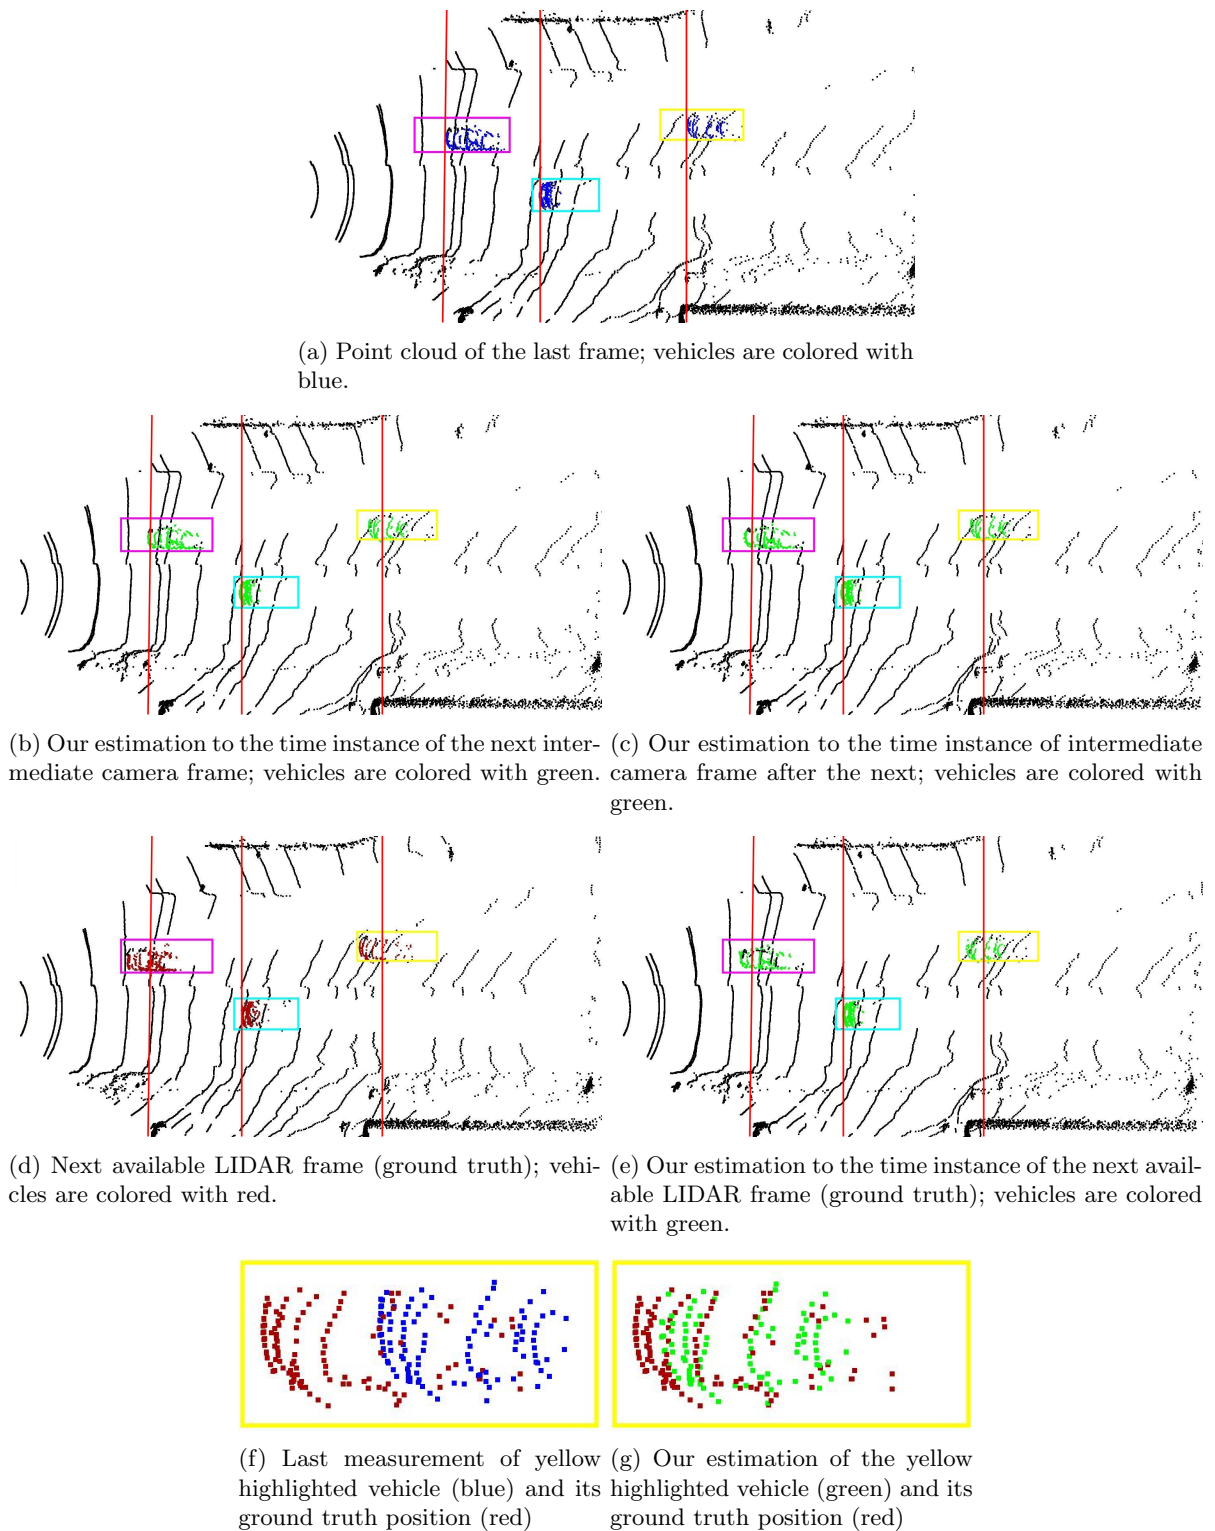 (a) Point cloud of the last frame; vehicles are colored with
blue.
(b) Our estimation to the time instance of the next inter-
mediate camera frame; vehicles are colored with green.
(c) Our estimation to the time instance of intermediate
camera frame after the next; vehicles are colored with
green.
(d) Next available LIDAR frame (ground truth); vehi-
cles are colored with red.
(e) Our estimation to the time instance of the next avail-
able LIDAR frame (ground truth); vehicles are colored
with green.
(f) Last measurement of yellow
highlighted vehicle (blue) and its
ground truth position (red)
(g) Our estimation of the yellow
highlighted vehicle (green) and its
ground truth position (red)